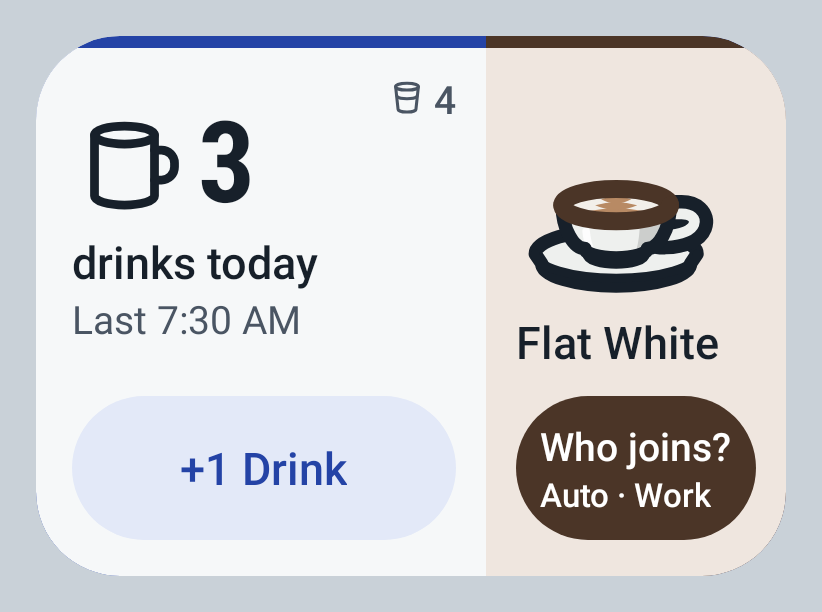 4
3
drinks today
Last 7:30 AM
+1 Drink
Flat White
Who joins?
Auto · Work